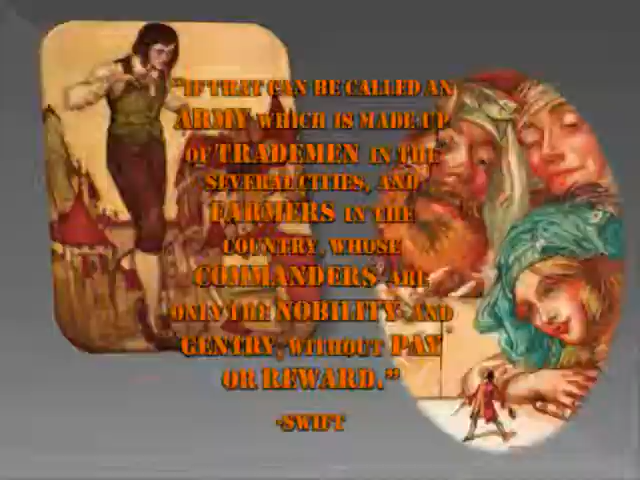 "If that can be called an
army which is made up
of trademen in the
several cities, and
farmers in the
country, whose
commanders are
only the nobility and
gentry, without pay
or reward."
-Swift